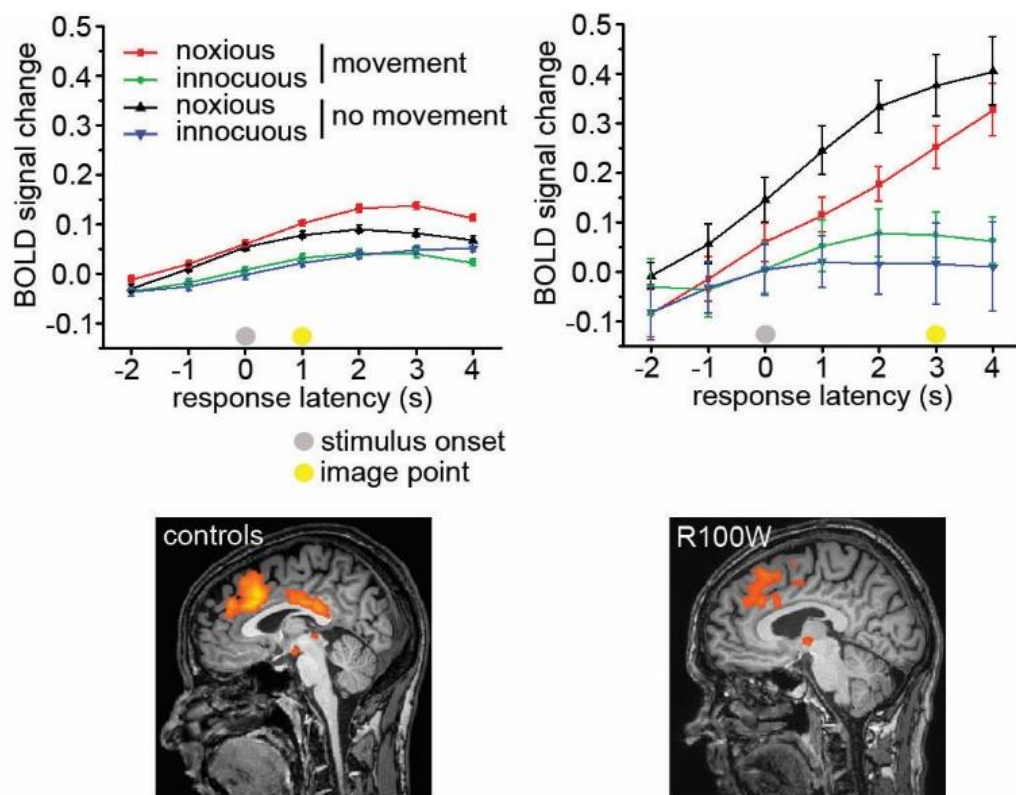 0.5
0.4
0.3
0.2
0.1
0.0
-0.1
BOLD signal change
noxious
innocuous
movement
noxious
innocuous
no movement
-2 -1 0 1 2 3 4
response latency (s)
0.5
0.4
0.3
0.2
0.1
0.0
-0.1
BOLD signal change
-2 -1 0 1 2 3 4
response latency (s)
stimulus onset
image point
controls
R100W